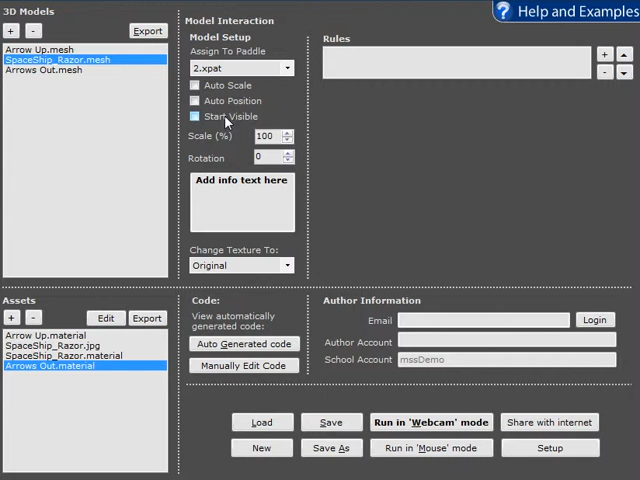 ? Help and Examples
3D Models
+ - Export
Arrow Up.mesh
SpaceShip_Razor.mesh
Arrows Out.mesh
Model Interaction
Model Setup
Assign To Paddle
2.xpat
Auto Scale
Auto Position
Start Visible
Scale (%) 100
Rotation 0
Add info text here
Change Texture To:
Original
Rules
+
-
Assets
+ - Edit Export
Arrow Up.material
SpaceShip_Razor.jpg
SpaceShip_Razor.material
Arrows Out.material
Code:
View automatically
generated code:
Auto Generated code
Manually Edit Code
Author Information
Email Login
Author Account
School Account mssDemo
Load Save Run in 'Webcam' mode Share with internet
New Save As Run in 'Mouse' mode Setup